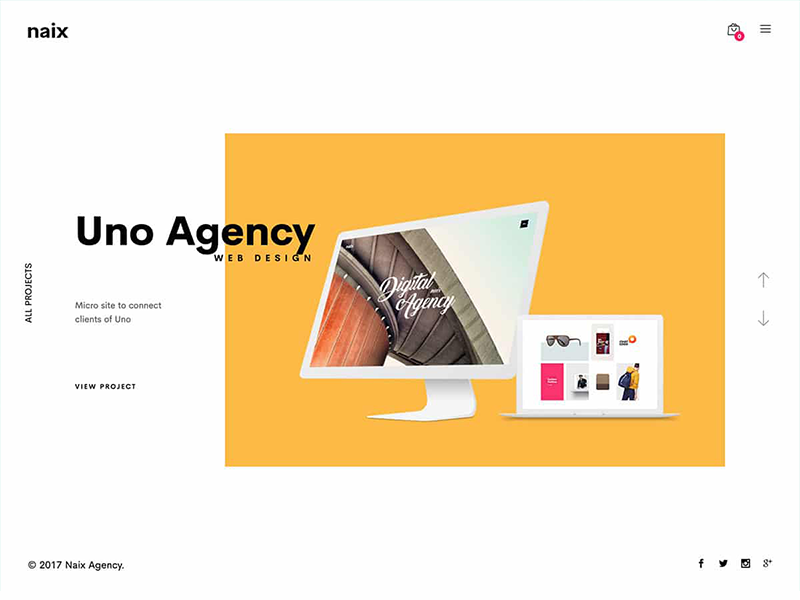 naix
0
Uno Agency
WEB DESIGN
ALL PROJECTS
Micro site to connect
clients of Uno
VIEW PROJECT
Digital
Agency
© 2017 Naix Agency.